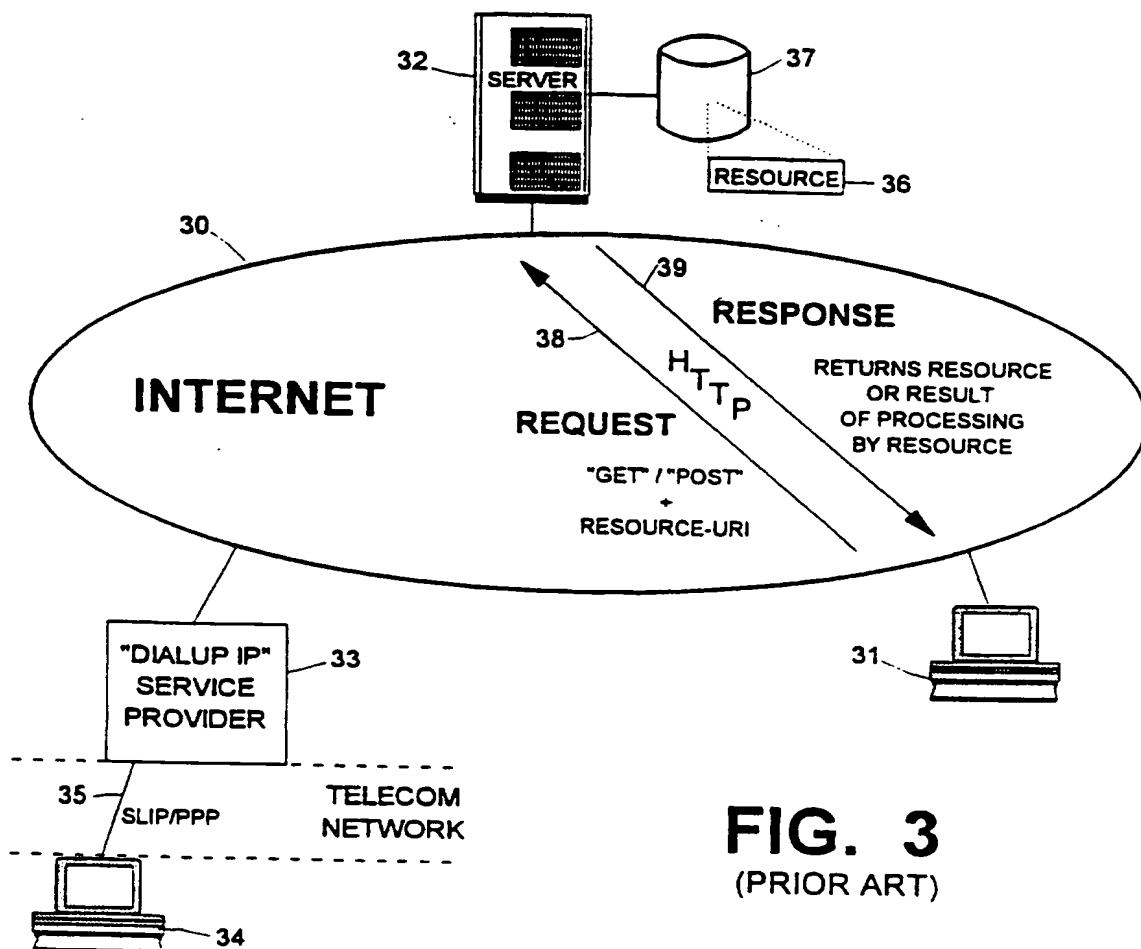 32
SERVER
37
RESOURCE
36
30
39
RESPONSE
38
HTTP
RETURNS RESOURCE
OR RESULT
OF PROCESSING
BY RESOURCE
INTERNET
REQUEST
"GET" / "POST"
+
RESOURCE-URI
"DIALUP IP"
SERVICE
PROVIDER
33
31
35
SLIP/PPP
TELECOM
NETWORK
34
FIG. 3
(PRIOR ART)